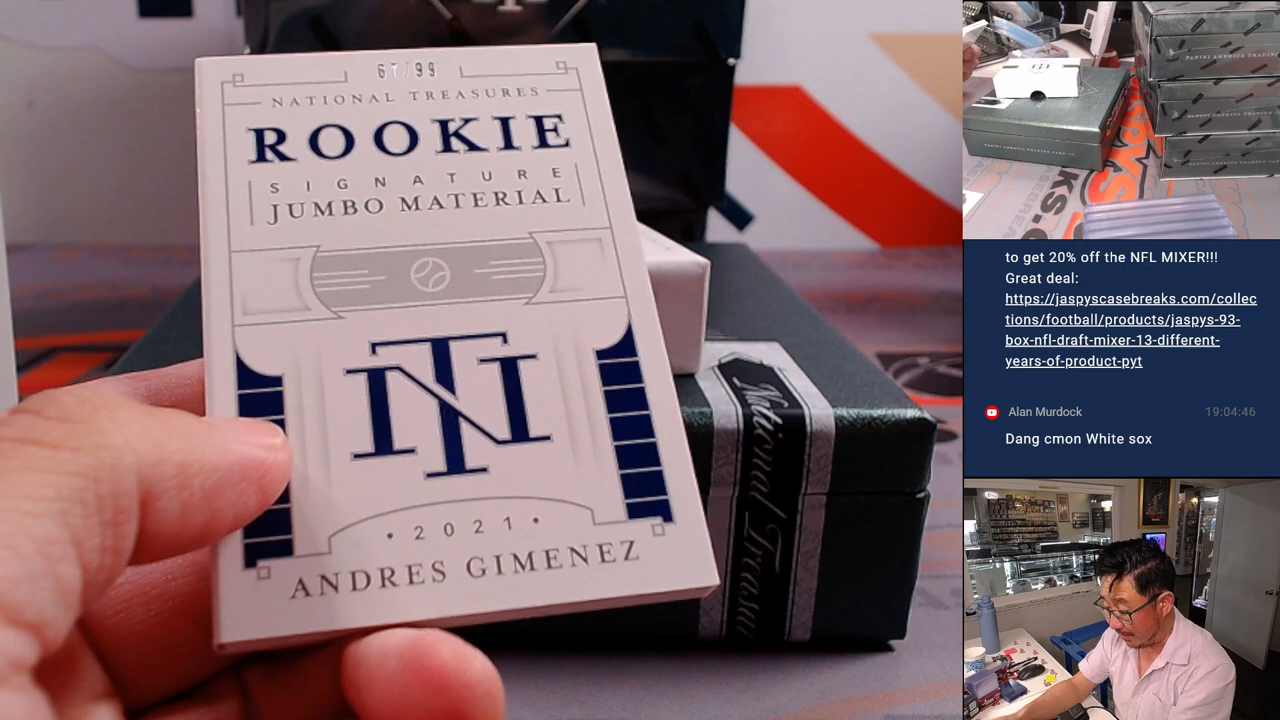 67/99
NATIONAL TREASURES
ROOKIE
SIGNATURE
JUMBO MATERIAL
NT
• 2021 •
ANDRES GIMENEZ
National Treasur
to get 20% off the NFL MIXER!!!
Great deal:
https://jaspyscasebreaks.com/collec
tions/football/products/jaspys-93-
box-nfl-draft-mixer-13-different-
years-of-product-pyt
Alan Murdock 19:04:46
Dang cmon White sox